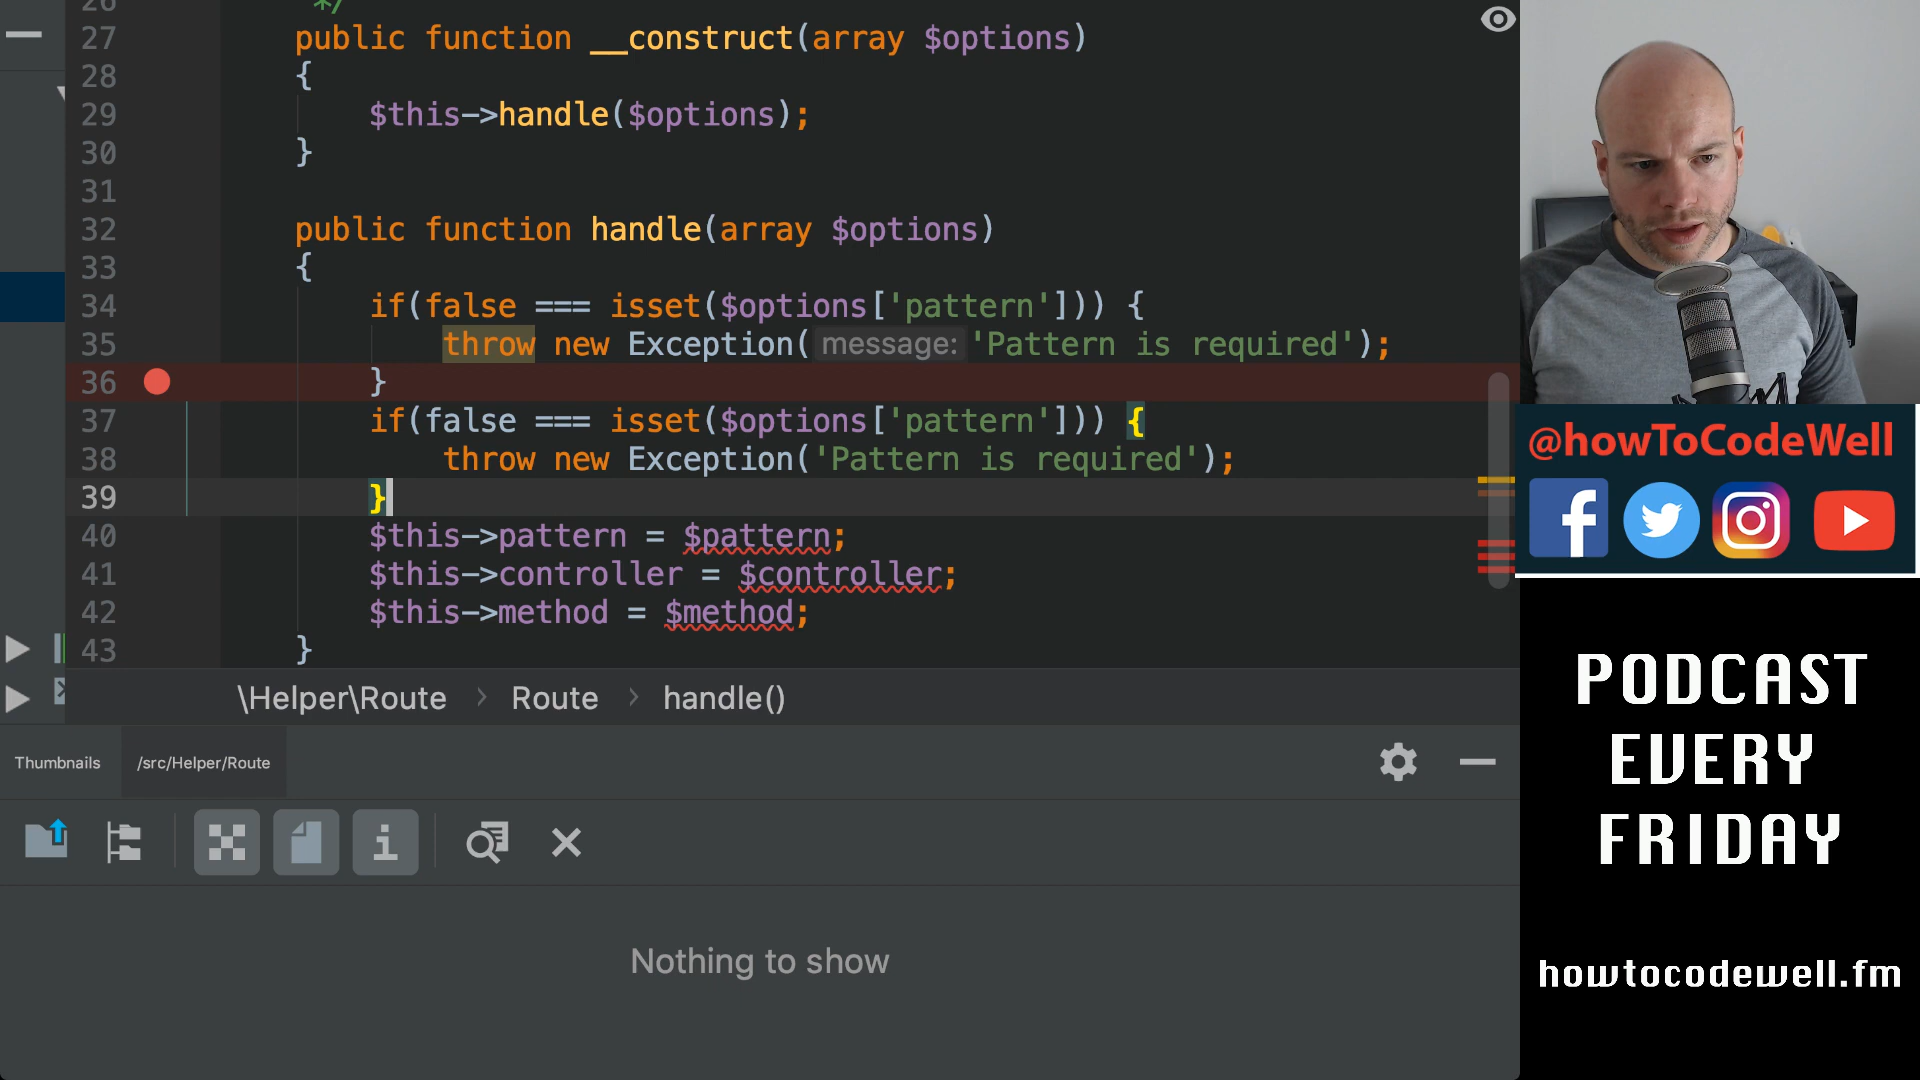 26 */
27 public function __construct(array $options)
28 {
29 $this->handle($options);
30 }
31
32 public function handle(array $options)
33 {
34 if(false === isset($options['pattern'])) {
35 throw new Exception( message: 'Pattern is required');
36 }
37 if(false === isset($options['pattern'])) {
38 throw new Exception('Pattern is required');
39 }
40 $this->pattern = $pattern;
41 $this->controller = $controller;
42 $this->method = $method;
43 }
\Helper\Route > Route > handle()
Thumbnails /src/Helper/Route
Nothing to show
@howToCodeWell
PODCAST
EVERY
FRIDAY
howtocodewell.fm